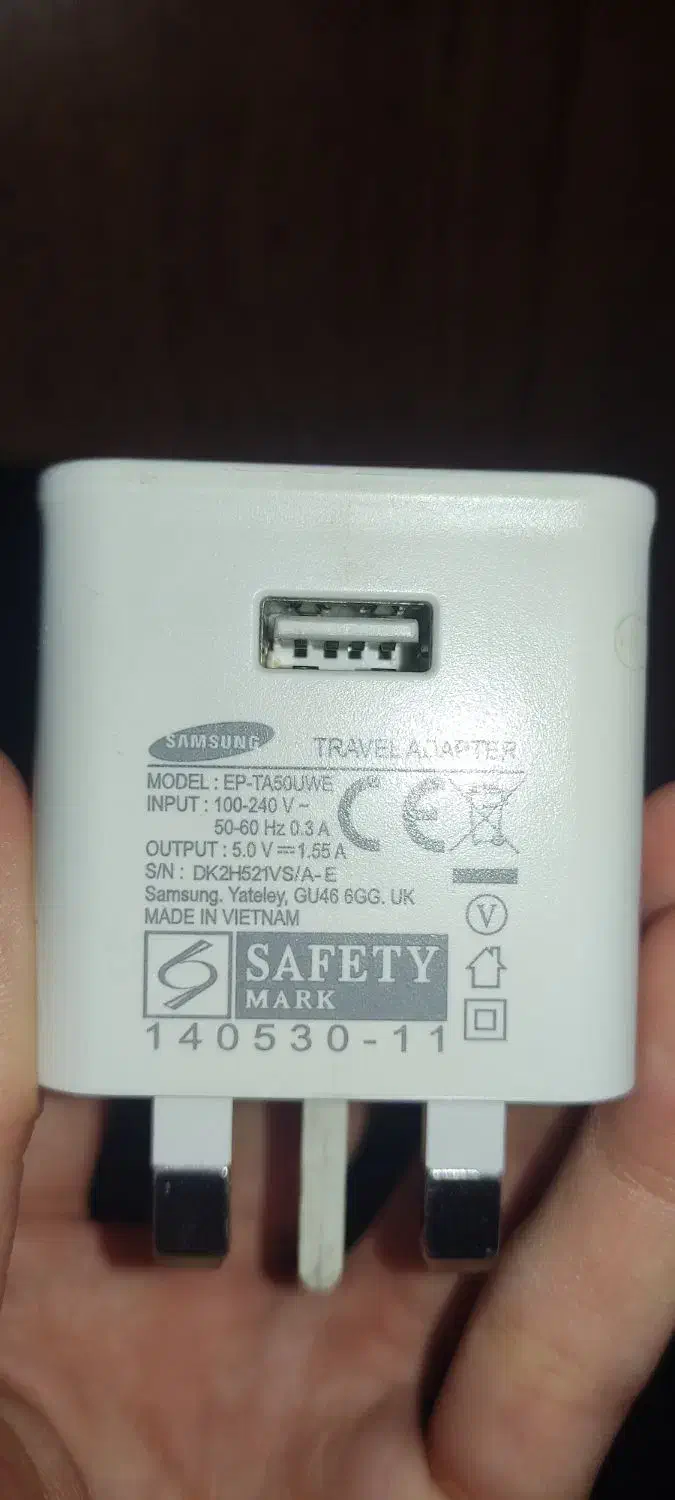 SAMSUNG TRAVEL ADAPTER
MODEL : EP-TA50UWE
INPUT : 100-240 V ~
50-60 Hz 0.3 A
OUTPUT : 5.0 V ⎓ 1.55 A
S/N : DK2H521VS/A-E
Samsung. Yateley, GU46 6GG. UK
MADE IN VIETNAM
CE
V
SAFETY
MARK
140530-11